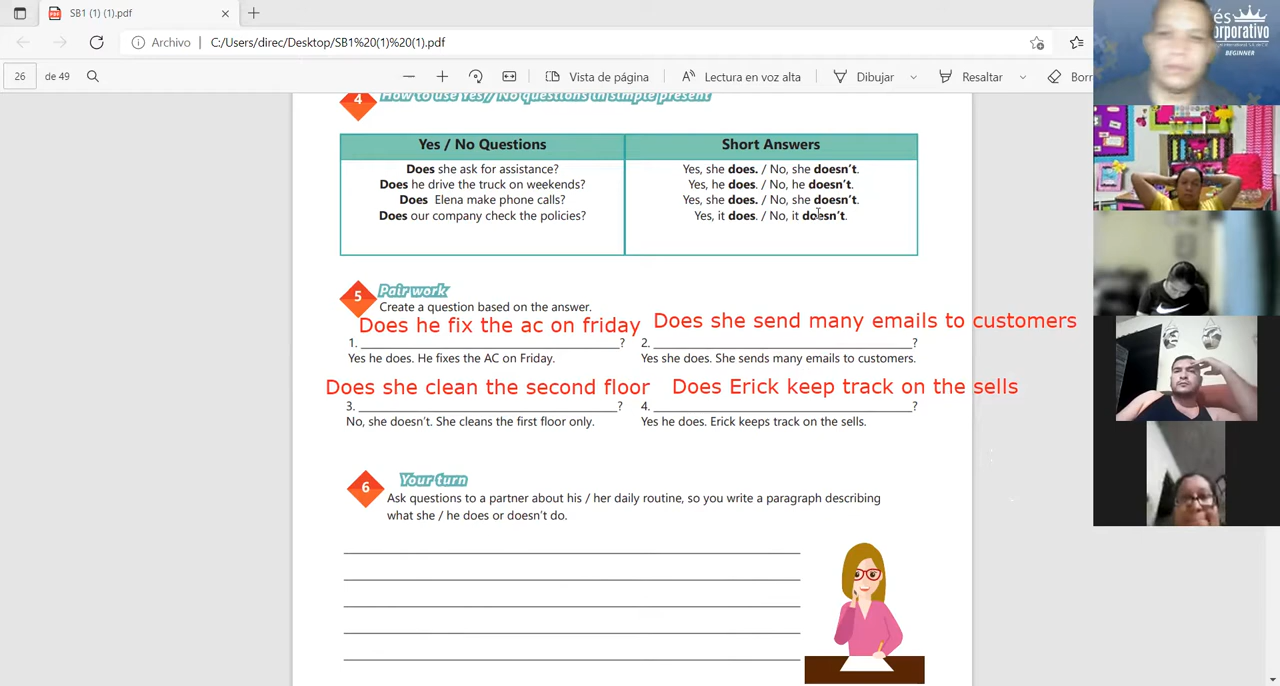 SB1 (1) (1).pdf
Archivo
C:/Users/direc/Desktop/SB1%20(1)%20(1).pdf
26 de 49
Vista de página
Lectura en voz alta
Dibujar
Resaltar
Borr
és
orporativo
BEGINNER
4 How to use Yes/ No questions in simple present
Yes / No Questions
Short Answers
Does she ask for assistance?
Yes, she does. / No, she doesn't.
Does he drive the truck on weekends?
Yes, he does. / No, he doesn't.
Does Elena make phone calls?
Yes, she does. / No, she doesn't.
Does our company check the policies?
Yes, it does. / No, it doesn't.
5 Pair work
Create a question based on the answer.
Does he fix the ac on friday
Does she send many emails to customers
1. ?
2. ?
Yes he does. He fixes the AC on Friday.
Yes she does. She sends many emails to customers.
Does she clean the second floor
Does Erick keep track on the sells
3. ?
4. ?
No, she doesn't. She cleans the first floor only.
Yes he does. Erick keeps track on the sells.
6 Your turn
Ask questions to a partner about his / her daily routine, so you write a paragraph describing
what she / he does or doesn't do.